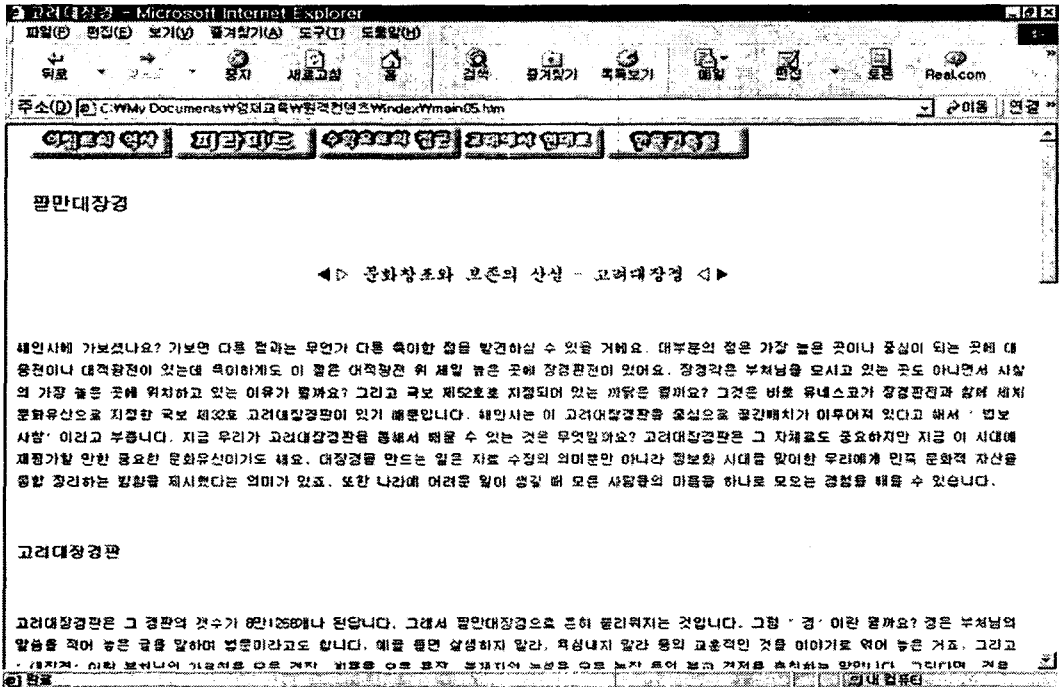 고려대장경 - Microsoft Internet Explorer
파일(F) 편집(E) 보기(V) 즐겨찾기(A) 도구(T) 도움말(H)
뒤로 중지 새로고침 홈 검색 즐겨찾기 목록보기 메일 편집 토론 Real.com
주소(D) C:₩My Documents₩영재교육₩원격컨텐츠₩index₩main05.htm 이동 연결 »
피라미드
팔만대장경
◀▷ 문화창조와 보존의 산실 - 고려대장경 ◁▶
해인사에 가보셨나요? 가보면 다른 절과는 무언가 다른 특이한 점을 발견하실 수 있을 거에요. 대부분의 절은 가장 높은 곳이나 중심이 되는 곳에 대
웅전이나 대적광전이 있는데 특이하게도 이 절은 대적광전 위 제일 높은 곳에 장경판전이 있어요. 장경각은 부처님을 모시고 있는 곳도 아니면서 사찰
의 가장 높은 곳에 위치하고 있는 이유가 뭘까요? 그리고 국보 제52호로 지정되어 있는 까닭은 뭘까요? 그것은 바로 유네스코가 장경판전과 함께 세계
문화유산으로 지정한 국보 제32호 고려대장경판이 있기 때문입니다. 해인사는 이 고려대장경판을 중심으로 공간배치가 이루어져 있다고 해서 ' 법보
사찰' 이라고 부릅니다. 지금 우리가 고려대장경판을 통해서 배울 수 있는 것은 무엇일까요? 고려대장경판은 그 자체로도 중요하지만 지금 이 시대에
재평가할 만한 중요한 문화유산이기도 해요. 대장경을 만드는 일은 자료 수정의 의미뿐만 아니라 정보화 시대를 맞이한 우리에게 민족 문화적 자산을
종합 정리하는 방향을 제시했다는 의미가 있죠. 또한 나라에 어려운 일이 생길 때 모든 사람들의 마음을 하나로 모으는 경험을 배울 수 있습니다.
고려대장경판
고려대장경판은 그 경판의 갯수가 8만1258개나 된답니다. 그래서 팔만대장경으로 흔히 불리워지는 것입니다. 그럼 ' 경' 이란 뭘까요? 경은 부처님의
말씀을 적어 놓은 글을 말하며 법문이라고도 합니다. 예를 들면 살생하지 말라, 욕심내지 말라 등의 교훈적인 것을 이야기로 엮어 놓은 거죠. 그리고
완료 내 컴퓨터